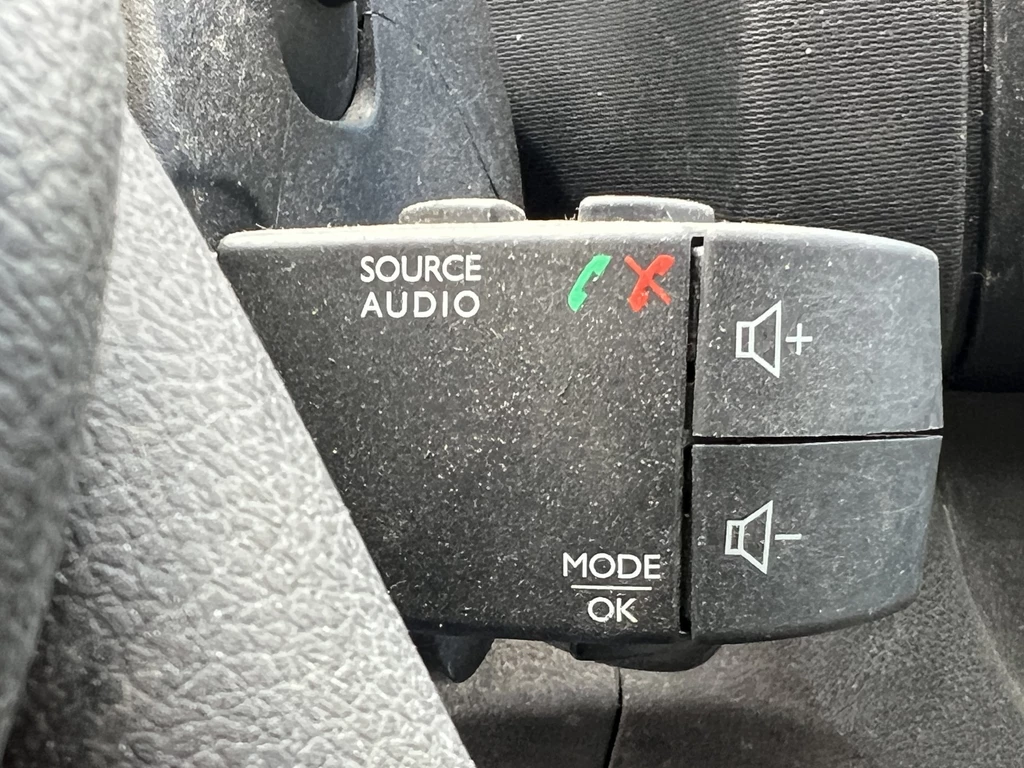 SOURCE
AUDIO
+
-
MODE
OK